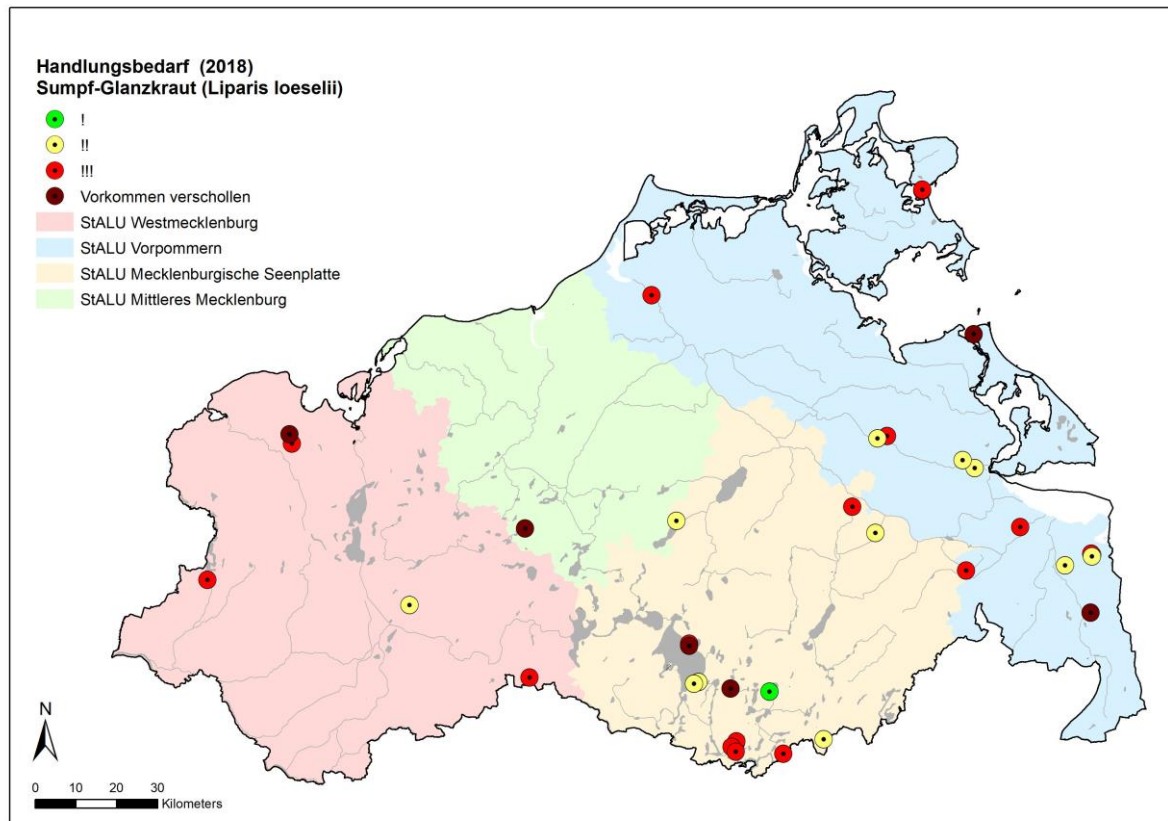 Handlungsbedarf (2018)
Sumpf-Glanzkraut (Liparis loeselii)
!
!!
!!!
Vorkommen verschollen
StALU Westmecklenburg
StALU Vorpommern
StALU Mecklenburgische Seenplatte
StALU Mittleres Mecklenburg
N
0 10 20 30
Kilometers